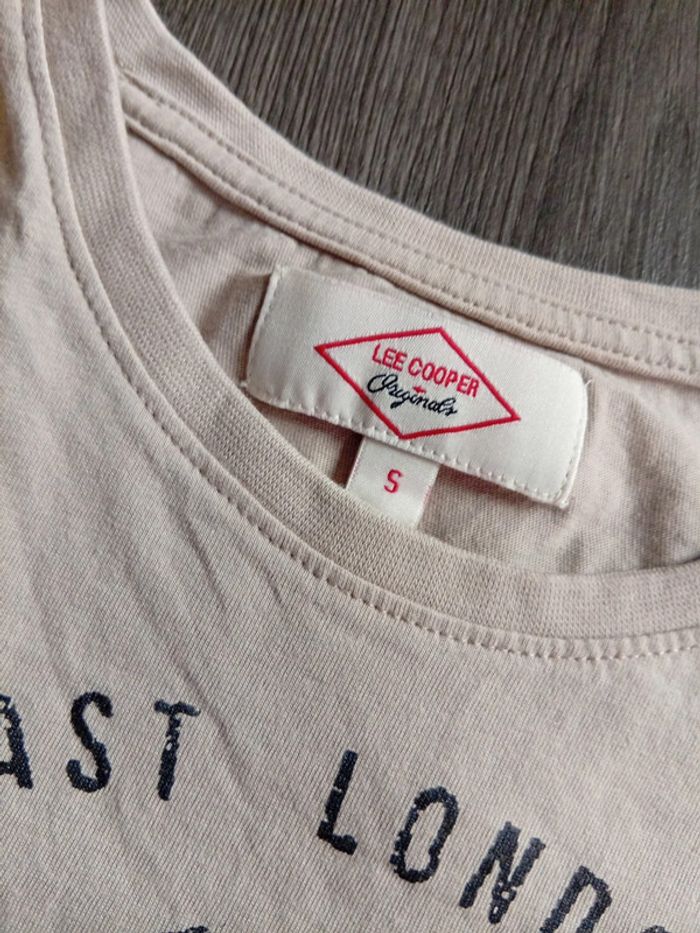 LEE COOPER
Originals
S
AST LOND